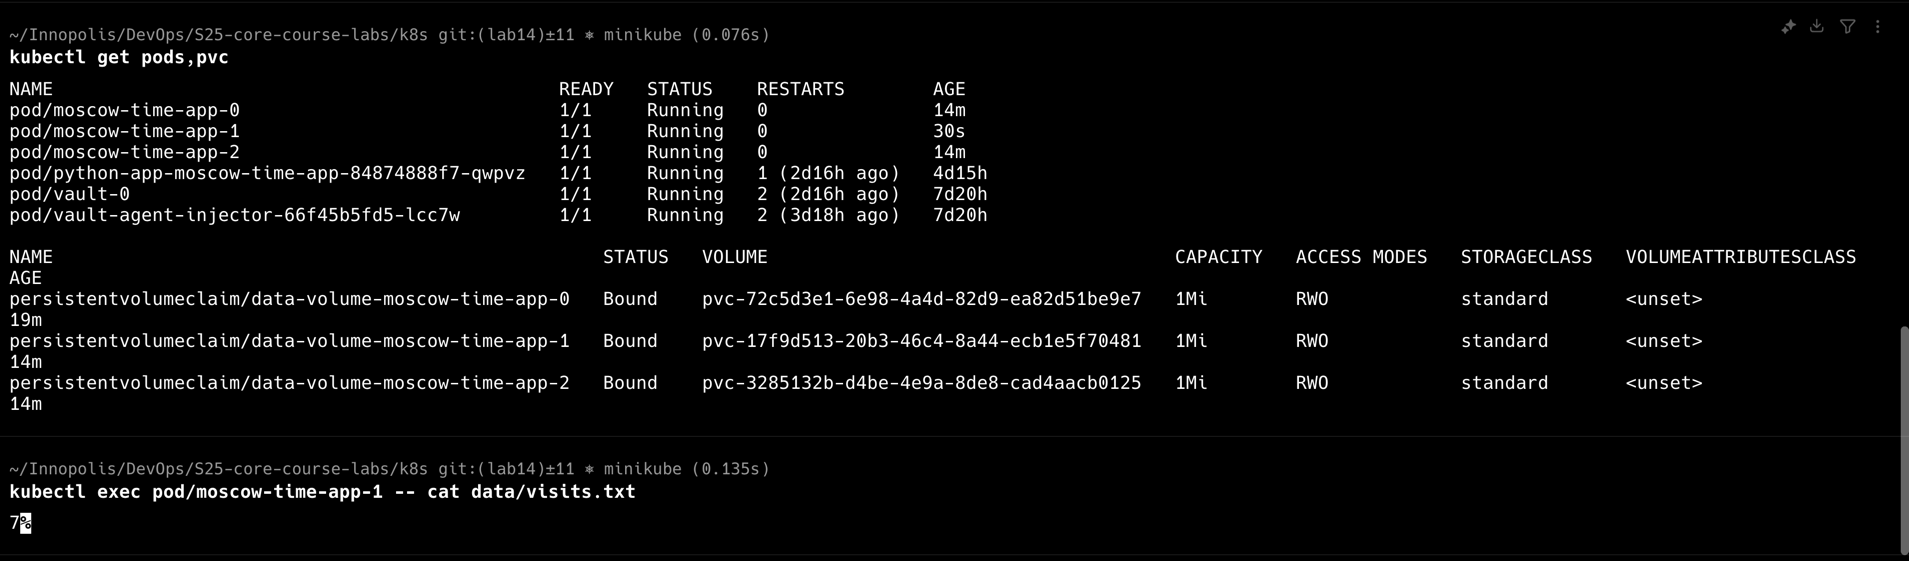 ~/Innopolis/DevOps/S25-core-course-labs/k8s git:(lab14)±11 ⎈ minikube (0.076s)
kubectl get pods,pvc
NAME                                              READY   STATUS    RESTARTS        AGE
pod/moscow-time-app-0                             1/1     Running   0               14m
pod/moscow-time-app-1                             1/1     Running   0               30s
pod/moscow-time-app-2                             1/1     Running   0               14m
pod/python-app-moscow-time-app-84874888f7-qwpvz   1/1     Running   1 (2d16h ago)   4d15h
pod/vault-0                                       1/1     Running   2 (2d16h ago)   7d20h
pod/vault-agent-injector-66f45b5fd5-lcc7w         1/1     Running   2 (3d18h ago)   7d20h
NAME                                                  STATUS   VOLUME                                     CAPACITY   ACCESS MODES   STORAGECLASS   VOLUMEATTRIBUTESCLASS
AGE
persistentvolumeclaim/data-volume-moscow-time-app-0   Bound    pvc-72c5d3e1-6e98-4a4d-82d9-ea82d51be9e7   1Mi        RWO            standard       <unset>
19m
persistentvolumeclaim/data-volume-moscow-time-app-1   Bound    pvc-17f9d513-20b3-46c4-8a44-ecb1e5f70481   1Mi        RWO            standard       <unset>
14m
persistentvolumeclaim/data-volume-moscow-time-app-2   Bound    pvc-3285132b-d4be-4e9a-8de8-cad4aacb0125   1Mi        RWO            standard       <unset>
14m
~/Innopolis/DevOps/S25-core-course-labs/k8s git:(lab14)±11 ⎈ minikube (0.135s)
kubectl exec pod/moscow-time-app-1 -- cat data/visits.txt
7%